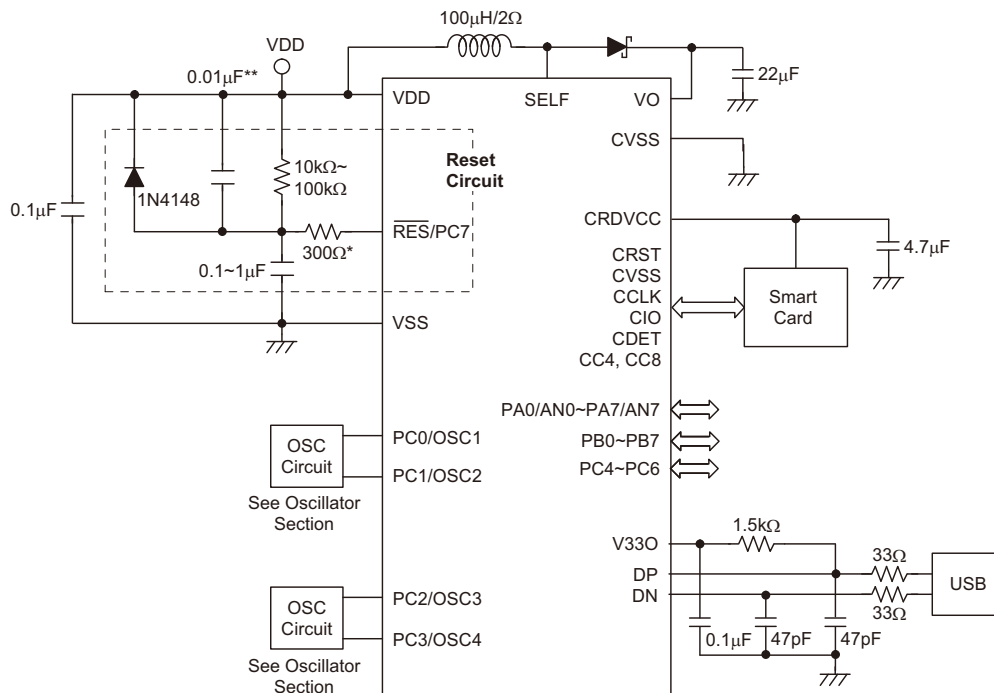 100µH/2Ω
VDD
0.01µF**
VDD
SELF
VO
22µF
CVSS
Reset
Circuit
10kΩ~
100kΩ
1N4148
0.1µF
RES/PC7
300Ω*
0.1~1µF
VSS
CRDVCC
4.7µF
CRST
CVSS
CCLK
CIO
CDET
CC4, CC8
Smart
Card
PA0/AN0~PA7/AN7
PB0~PB7
PC4~PC6
OSC
Circuit
PC0/OSC1
PC1/OSC2
See Oscillator
Section
1.5kΩ
V33O
DP
DN
33Ω
33Ω
USB
0.1µF
47pF
47pF
OSC
Circuit
PC2/OSC3
PC3/OSC4
See Oscillator
Section